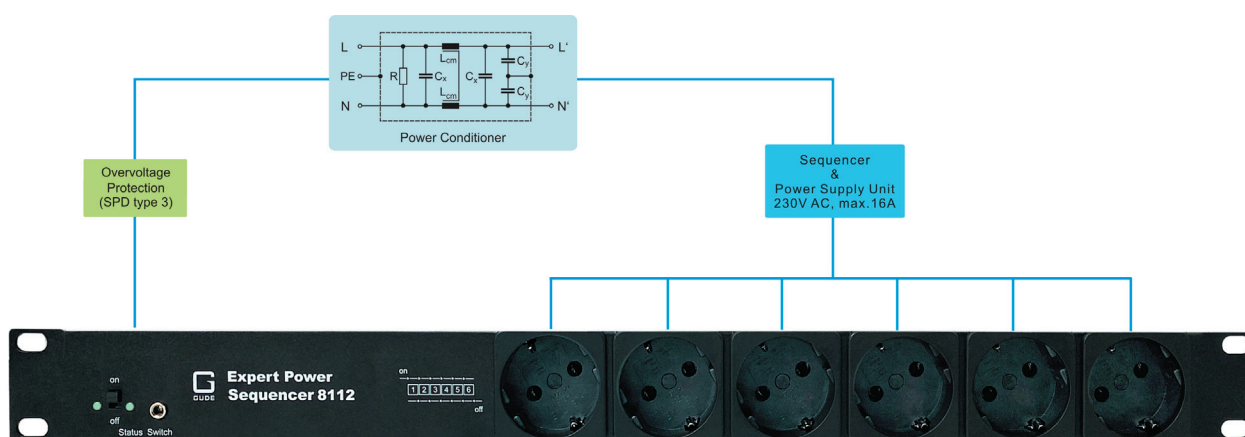 L
L'
Lcm
Cy
PE
R
Cx
Cx
Cy
Lcm
N
N'
Power Conditioner
Overvoltage
Protection
(SPD type 3)
Sequencer
&
Power Supply Unit
230V AC, max.16A
on
off
Status Switch
G
GUDE
Expert Power
Sequencer 8112
on
1 2 3 4 5 6
off